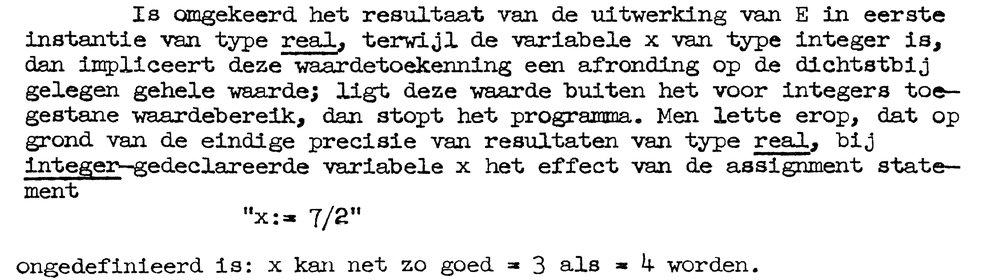 Is omgekeerd het resultaat van de uitwerking van E in eerste
instantie van type real, terwijl de variabele x van type integer is,
dan impliceert deze waardetoekenning een afronding op de dichtstbij
gelegen gehele waarde; ligt deze waarde buiten het voor integers toe-
gestane waardebereik, dan stopt het programma. Men lette erop, dat op
grond van de eindige precisie van resultaten van type real, bij
integer-gedeclareerde variabele x het effect van de assignment state-
ment
"x:= 7/2"
ongedefinieerd is: x kan net zo goed = 3 als = 4 worden.